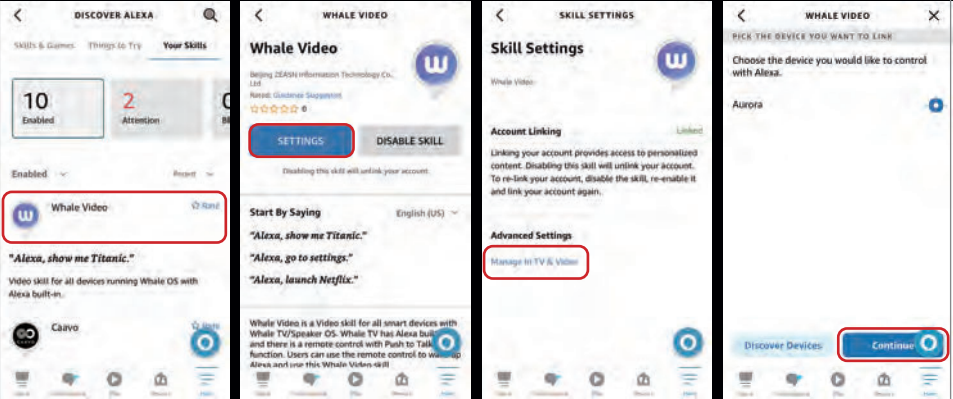 DISCOVER ALEXA
Skills & Games Things to Try Your Skills
10
Enabled
2
Attention
Enabled
Recent
Whale Video
"Alexa, show me Titanic."
Video skill for all devices running Whale OS with
Alexa built-in.
Caavo
WHALE VIDEO
Whale Video
Beijing ZEASN Information Technology Co.,
Ltd
Rated: Guidance Suggested
0
SETTINGS
DISABLE SKILL
Disabling this skill will unlink your account.
Start By Saying
English (US)
"Alexa, show me Titanic."
"Alexa, go to settings."
"Alexa, launch Netflix."
Whale Video is a Video skill for all smart devices with
Whale TV/Speaker OS. Whale TV has Alexa
and there is a remote control with Push to Talk
function. Users can use the remote control to
Alexa and use this Whale Video skill
SKILL SETTINGS
Skill Settings
Whale Video
Account Linking
Linked
Linking your account provides access to personalized
content. Disabling this skill will unlink your account.
To re-link your account, disable the skill, re-enable it
and link your account again.
Advanced Settings
Manage in TV & Video
WHALE VIDEO
PICK THE DEVICE YOU WANT TO LINK
Choose the device you would like to control
with Alexa.
Aurora
Discover Devices
Continue